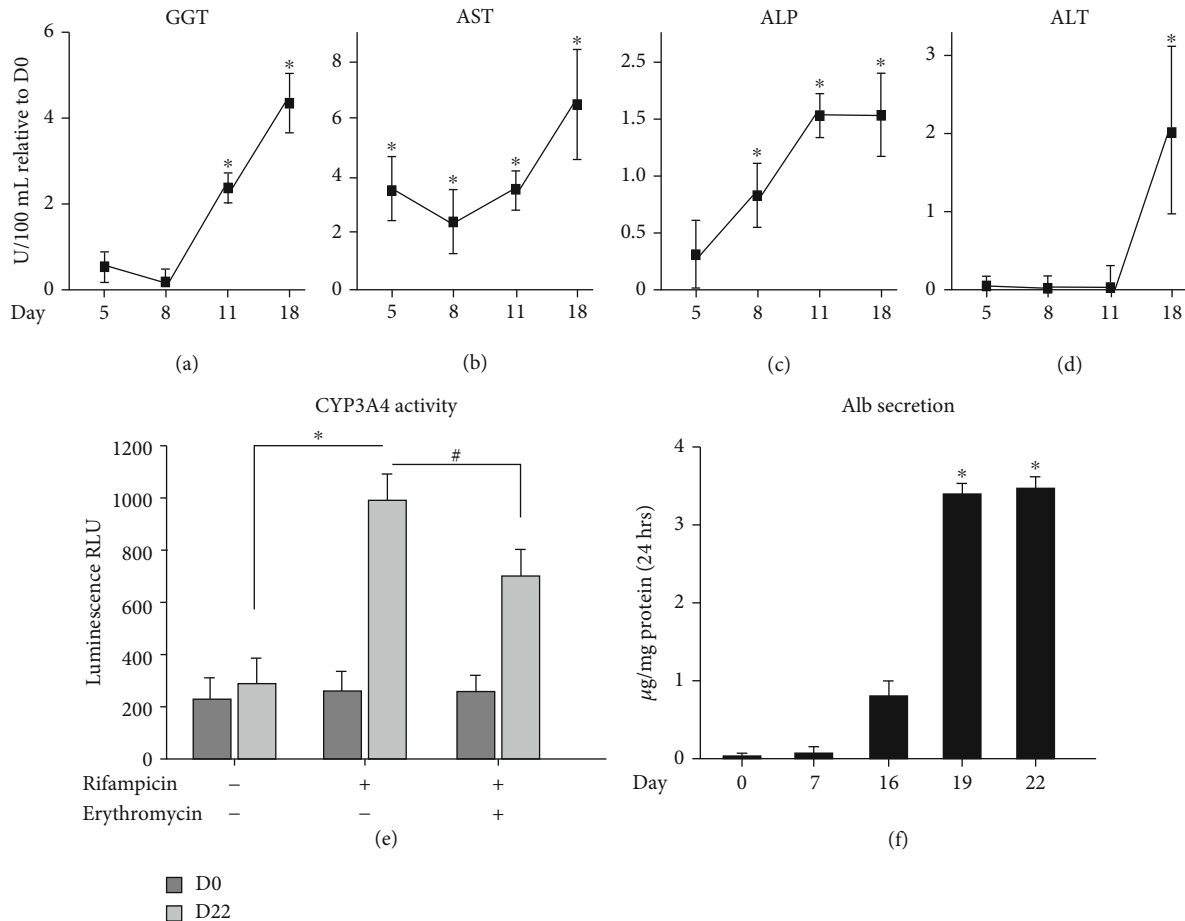 GGT
U/100 mL relative to D0
6
4
2
0
*
*
Day
5
8
11
18
(a)
AST
8
6
4
2
0
*
*
*
*
5
8
11
18
(b)
ALP
2.5
1.5
1.0
0.5
0
*
*
*
5
8
11
18
(c)
ALT
3
2
1
0
*
5
8
11
18
(d)
CYP3A4 activity
Luminescence RLU
1200
1000
800
600
400
200
0
*
#
Rifampicin − + +
Erythromycin − − +
(e)
D0
D22
Alb secretion
µg/mg protein (24 hrs)
4
3
2
1
0
*
*
Day 0 7 16 19 22
(f)